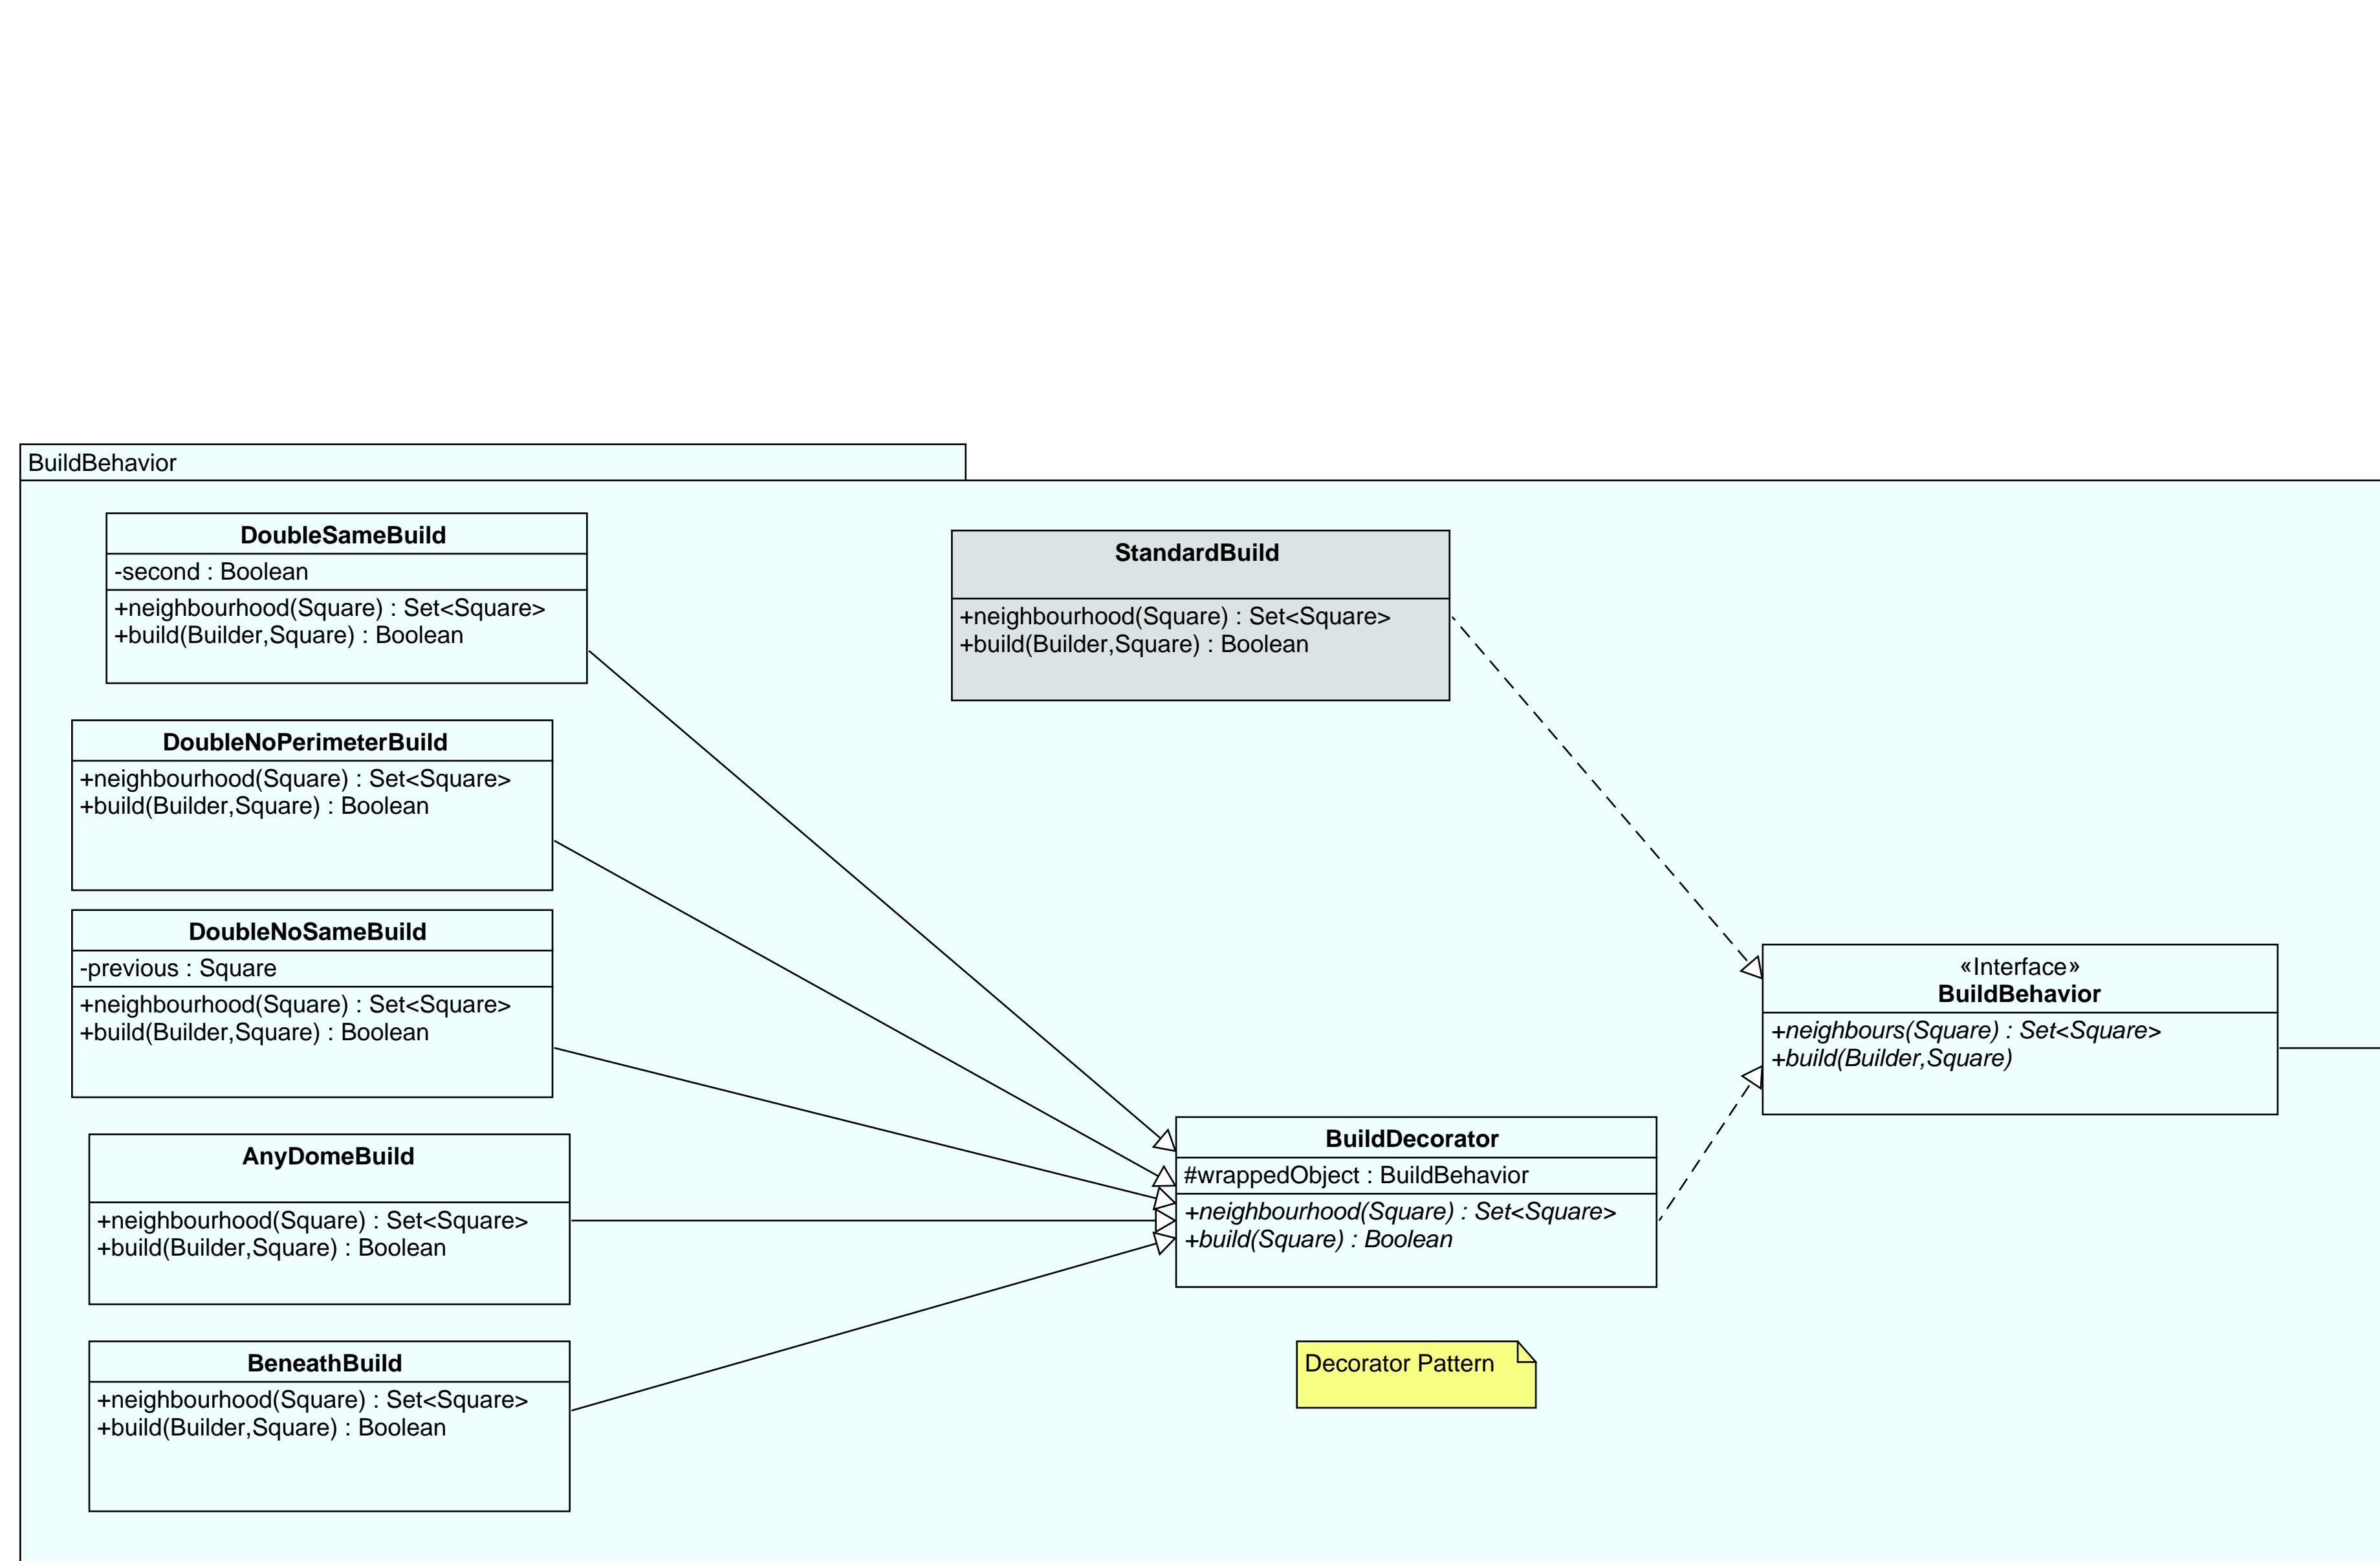 BuildBehavior
DoubleSameBuild
-second : Boolean
+neighbourhood(Square) : Set<Square>
+build(Builder,Square) : Boolean
StandardBuild
+neighbourhood(Square) : Set<Square>
+build(Builder,Square) : Boolean
DoubleNoPerimeterBuild
+neighbourhood(Square) : Set<Square>
+build(Builder,Square) : Boolean
DoubleNoSameBuild
-previous : Square
+neighbourhood(Square) : Set<Square>
+build(Builder,Square) : Boolean
«Interface»
BuildBehavior
+neighbours(Square) : Set<Square>
+build(Builder,Square)
AnyDomeBuild
+neighbourhood(Square) : Set<Square>
+build(Builder,Square) : Boolean
BuildDecorator
#wrappedObject : BuildBehavior
+neighbourhood(Square) : Set<Square>
+build(Square) : Boolean
BeneathBuild
+neighbourhood(Square) : Set<Square>
+build(Builder,Square) : Boolean
Decorator Pattern